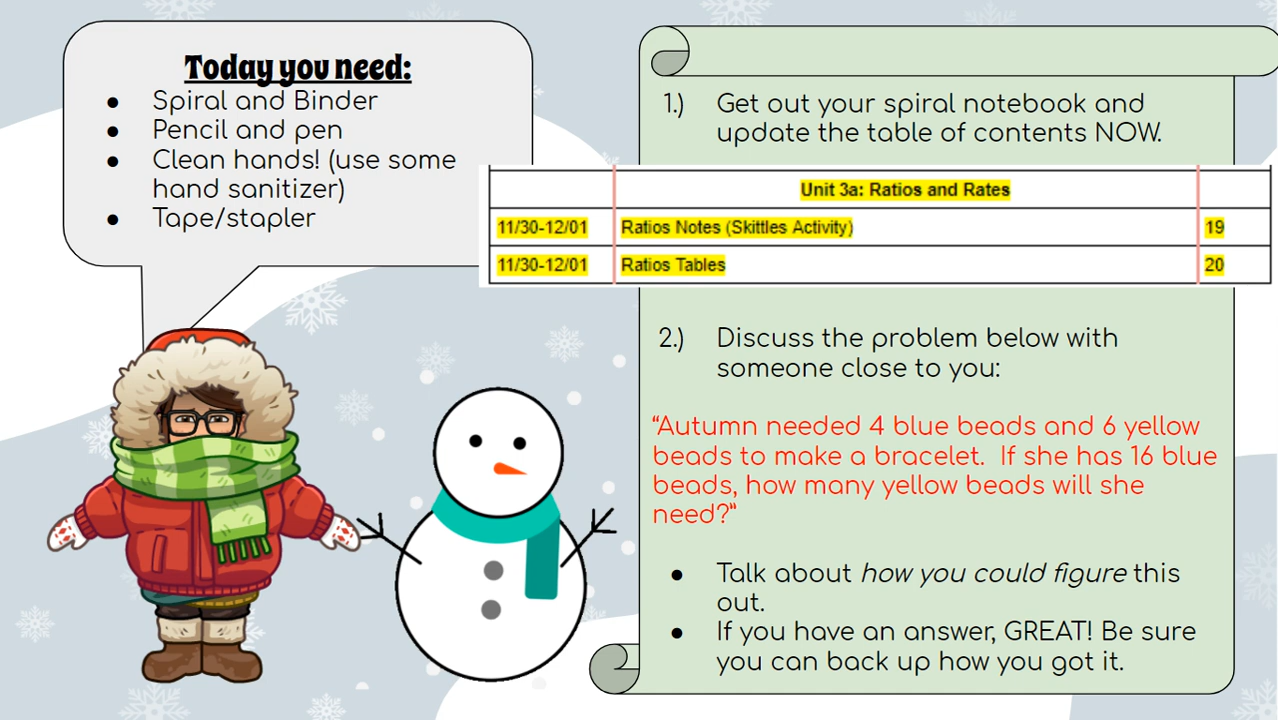 Today you need:
● Spiral and Binder
● Pencil and pen
● Clean hands! (use some
hand sanitizer)
● Tape/stapler
1.) Get out your spiral notebook and
update the table of contents NOW.
Unit 3a: Ratios and Rates
11/30-12/01 Ratios Notes (Skittles Activity) 19
11/30-12/01 Ratios Tables 20
2.) Discuss the problem below with
someone close to you:
“Autumn needed 4 blue beads and 6 yellow
beads to make a bracelet. If she has 16 blue
beads, how many yellow beads will she
need?”
● Talk about how you could figure this
out.
● If you have an answer, GREAT! Be sure
you can back up how you got it.